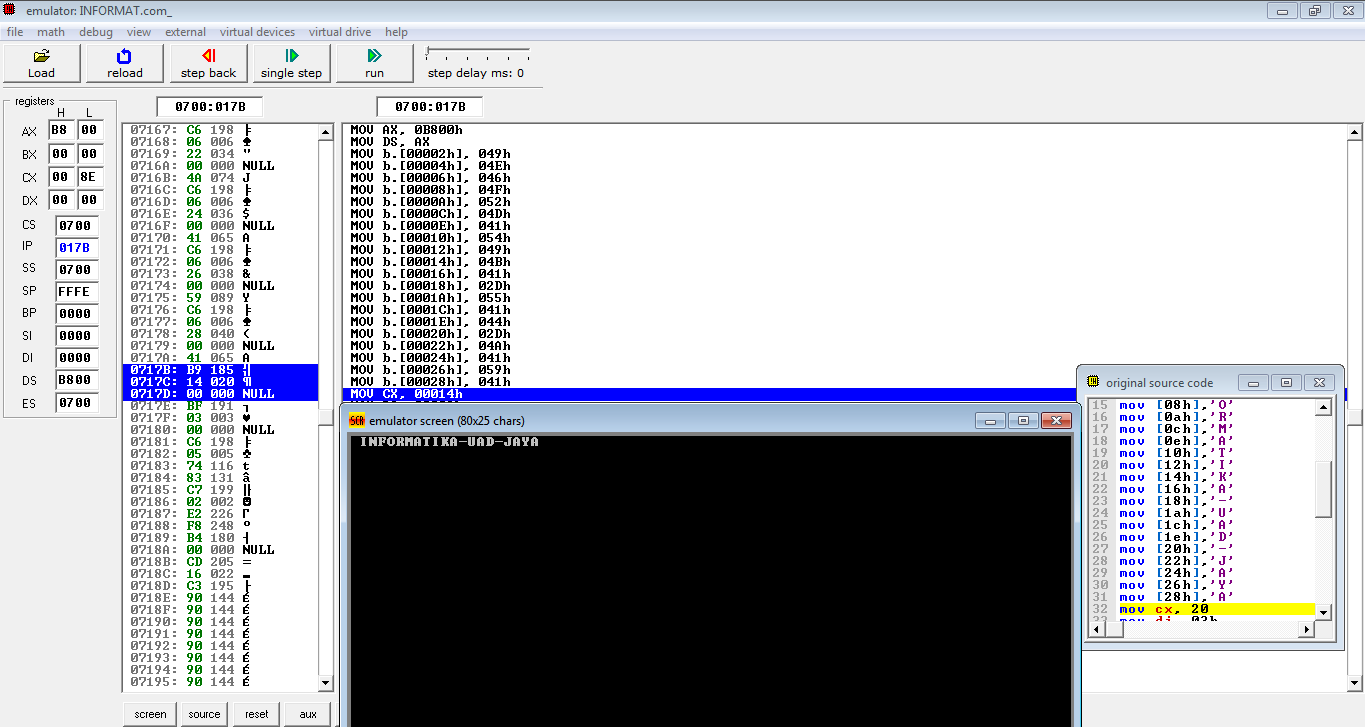 emulator: INFORMAT.com_
file math debug view external virtual devices virtual drive help
Load reload step back single step run step delay ms: 0
registers
H L
AX B8 00
BX 00 00
CX 00 8E
DX 00 00
CS 0700
IP 017B
SS 0700
SP FFFE
BP 0000
SI 0000
DI 0000
DS B800
ES 0700
0700:017B
0700:017B
07167: C6 198 ╞
07168: 06 006 ♠
07169: 22 034 "
0716A: 00 000 NULL
0716B: 4A 074 J
0716C: C6 198 ╞
0716D: 06 006 ♠
0716E: 24 036 $
0716F: 00 000 NULL
07170: 41 065 A
07171: C6 198 ╞
07172: 06 006 ♠
07173: 26 038 &
07174: 00 000 NULL
07175: 59 089 Y
07176: C6 198 ╞
07177: 06 006 ♠
07178: 28 040 (
07179: 00 000 NULL
0717A: 41 065 A
0717B: B9 185 ╣
0717C: 14 020 ¶
0717D: 00 000 NULL
0717E: BF 191 ┐
0717F: 03 003 ♥
07180: 00 000 NULL
07181: C6 198 ╞
07182: 05 005 ♣
07183: 74 116 t
07184: 83 131 â
07185: C7 199 ╟
07186: 02 002 ☻
07187: E2 226 Γ
07188: F8 248 °
07189: B4 180 ┤
0718A: 00 000 NULL
0718B: CD 205 ═
0718C: 16 022 ▬
0718D: C3 195 ├
0718E: 90 144 É
0718F: 90 144 É
07190: 90 144 É
07191: 90 144 É
07192: 90 144 É
07193: 90 144 É
07194: 90 144 É
07195: 90 144 É
MOV AX, 0B800h
MOV DS, AX
MOV b.[00002h], 049h
MOV b.[00004h], 04Eh
MOV b.[00006h], 046h
MOV b.[00008h], 04Fh
MOV b.[0000Ah], 052h
MOV b.[0000Ch], 04Dh
MOV b.[0000Eh], 041h
MOV b.[00010h], 054h
MOV b.[00012h], 049h
MOV b.[00014h], 04Bh
MOV b.[00016h], 041h
MOV b.[00018h], 02Dh
MOV b.[0001Ah], 055h
MOV b.[0001Ch], 041h
MOV b.[0001Eh], 044h
MOV b.[00020h], 02Dh
MOV b.[00022h], 04Ah
MOV b.[00024h], 041h
MOV b.[00026h], 059h
MOV b.[00028h], 041h
MOV CX, 00014h
SCR emulator screen (80x25 chars)
INFORMATIKA-UAD-JAYA
original source code
15 mov [08h],'O'
16 mov [0ah],'R'
17 mov [0ch],'M'
18 mov [0eh],'A'
19 mov [10h],'T'
20 mov [12h],'I'
21 mov [14h],'K'
22 mov [16h],'A'
23 mov [18h],'-'
24 mov [1ah],'U'
25 mov [1ch],'A'
26 mov [1eh],'D'
27 mov [20h],'-'
28 mov [22h],'J'
29 mov [24h],'A'
30 mov [26h],'Y'
31 mov [28h],'A'
32 mov cx, 20
33 mov di, 03h
screen source reset aux